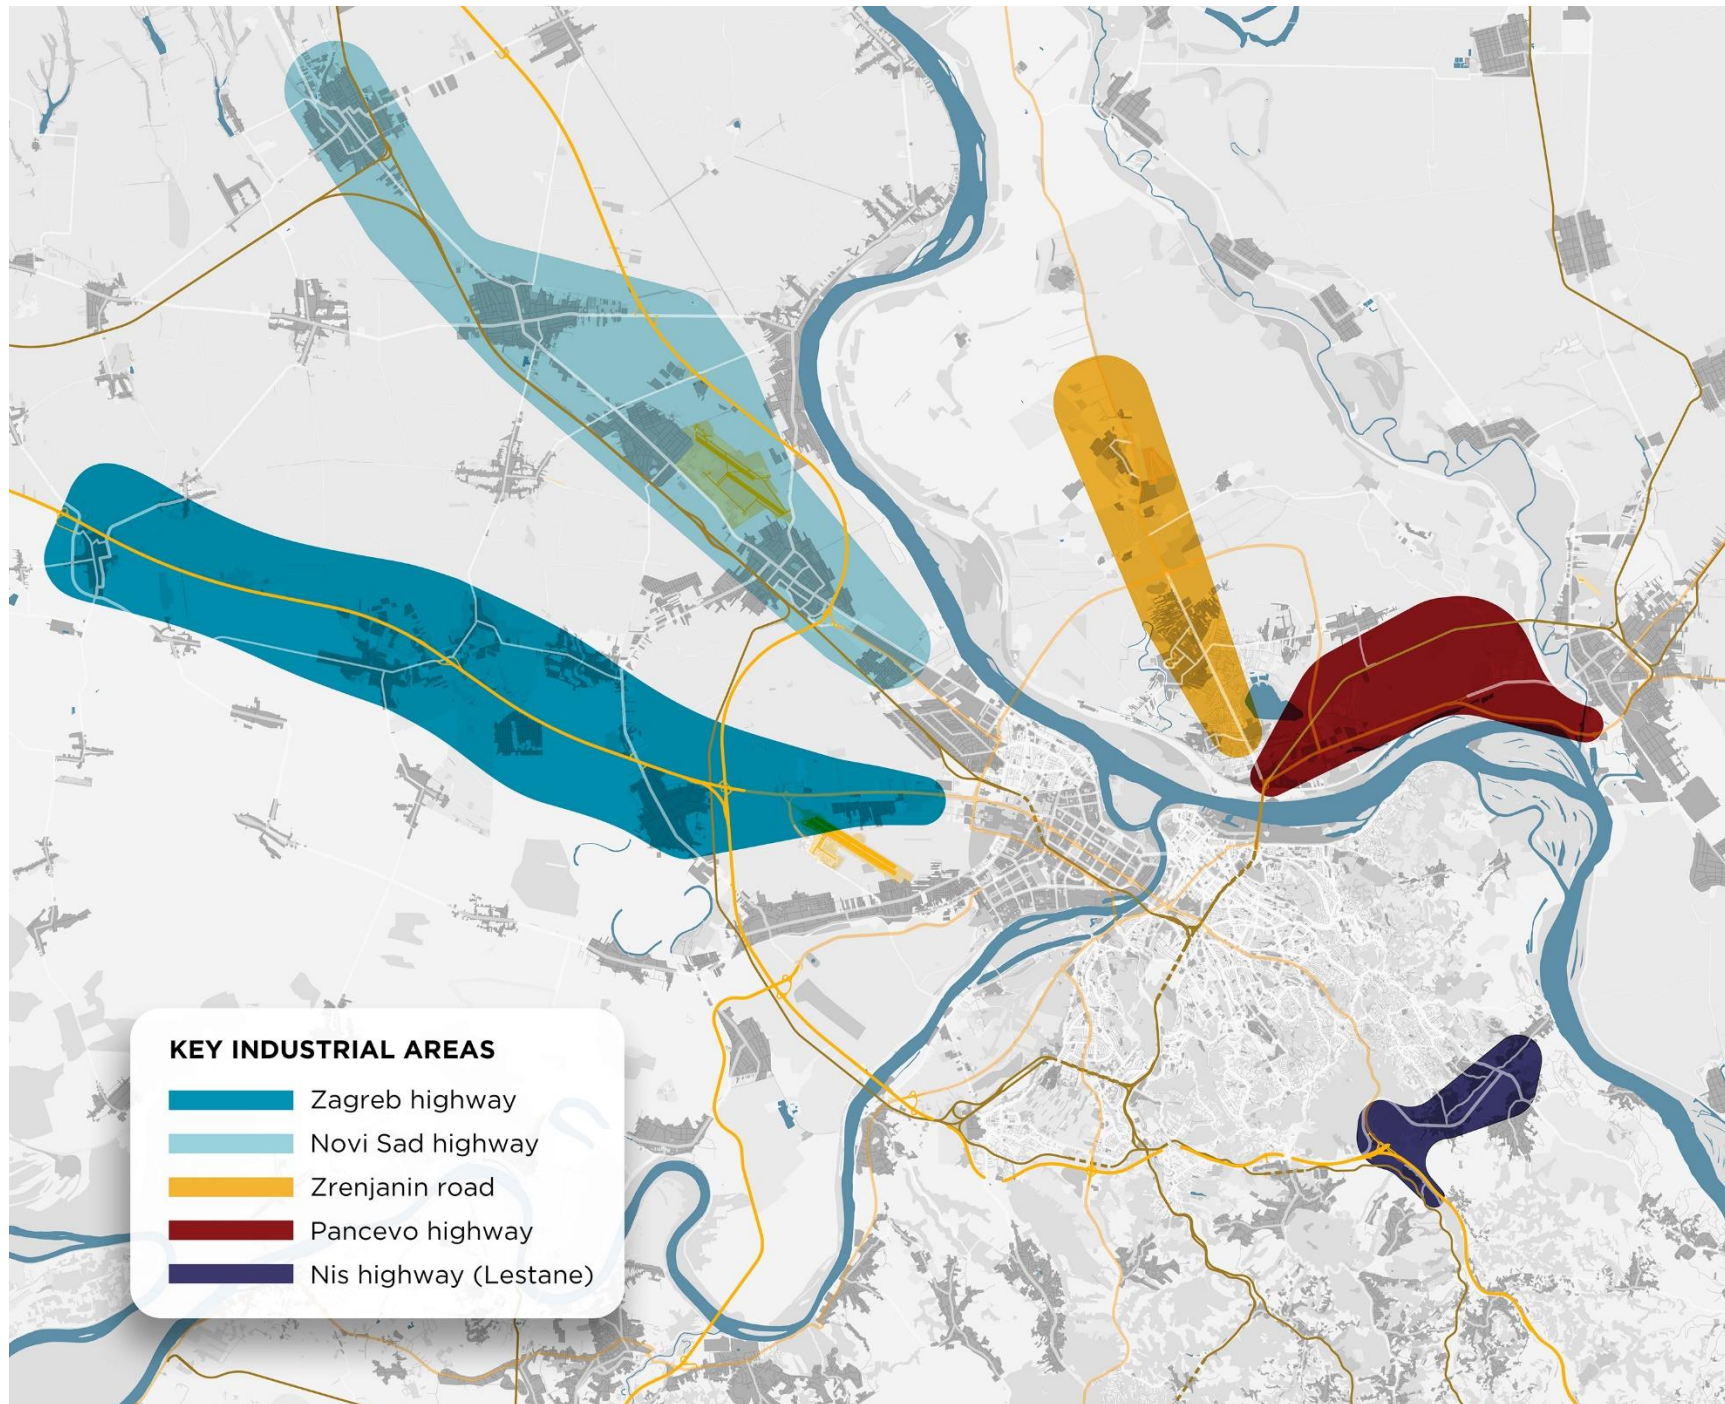 KEY INDUSTRIAL AREAS
Zagreb highway
Novi Sad highway
Zrenjanin road
Pancevo highway
Nis highway (Lestane)